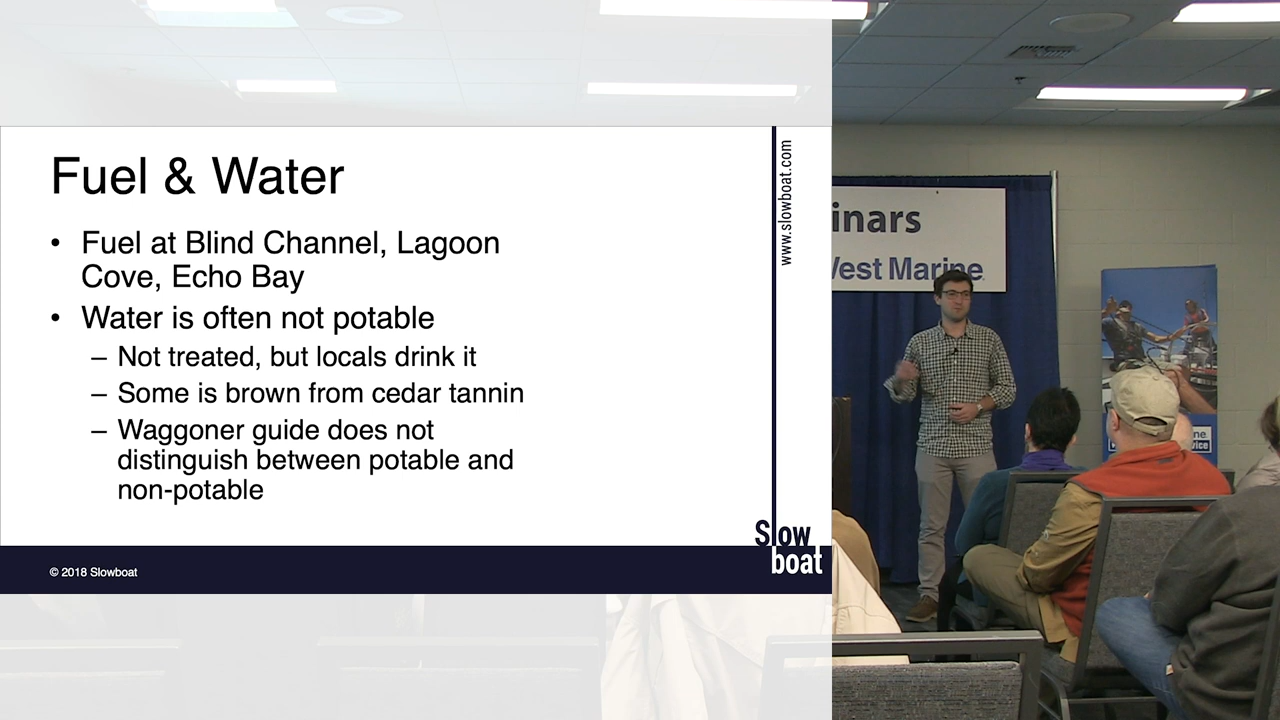 Fuel & Water
• Fuel at Blind Channel, Lagoon
Cove, Echo Bay
• Water is often not potable
– Not treated, but locals drink it
– Some is brown from cedar tannin
– Waggoner guide does not
distinguish between potable and
non-potable
www.slowboat.com
Slow
boat
© 2018 Slowboat
inars
West Marine
ne.
vice